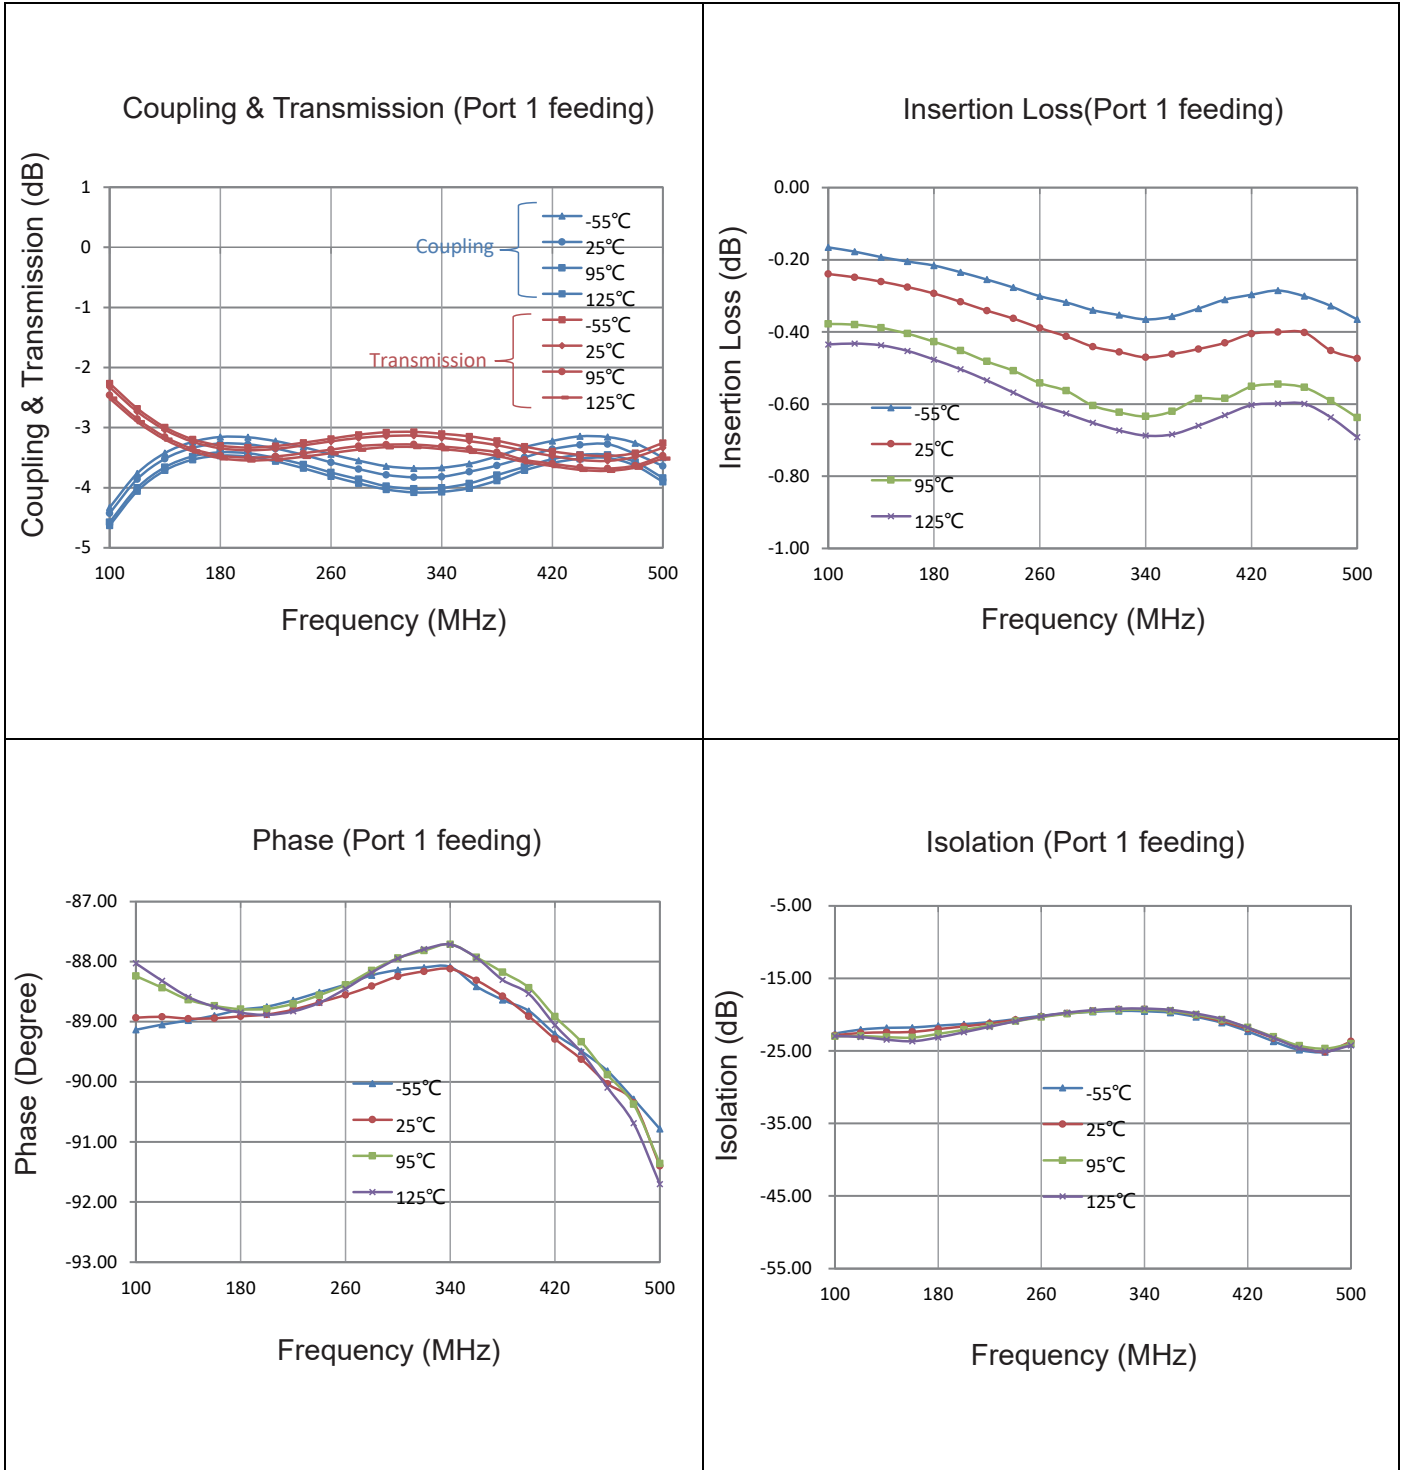 Coupling & Transmission (Port 1 feeding)
Coupling & Transmission (dB)
1
0
-1
-2
-3
-4
-5
Coupling
-55℃
25℃
95℃
125℃
Transmission
-55℃
25℃
95℃
125℃
100 180 260 340 420 500
Frequency (MHz)
Insertion Loss(Port 1 feeding)
Insertion Loss (dB)
0.00
-0.20
-0.40
-0.60
-0.80
-1.00
-55℃
25℃
95℃
125℃
100 180 260 340 420 500
Frequency (MHz)
Phase (Port 1 feeding)
Phase (Degree)
-87.00
-88.00
-89.00
-90.00
-91.00
-92.00
-93.00
-55℃
25℃
95℃
125℃
100 180 260 340 420 500
Frequency (MHz)
Isolation (Port 1 feeding)
Isolation (dB)
-5.00
-15.00
-25.00
-35.00
-45.00
-55.00
-55℃
25℃
95℃
125℃
100 180 260 340 420 500
Frequency (MHz)